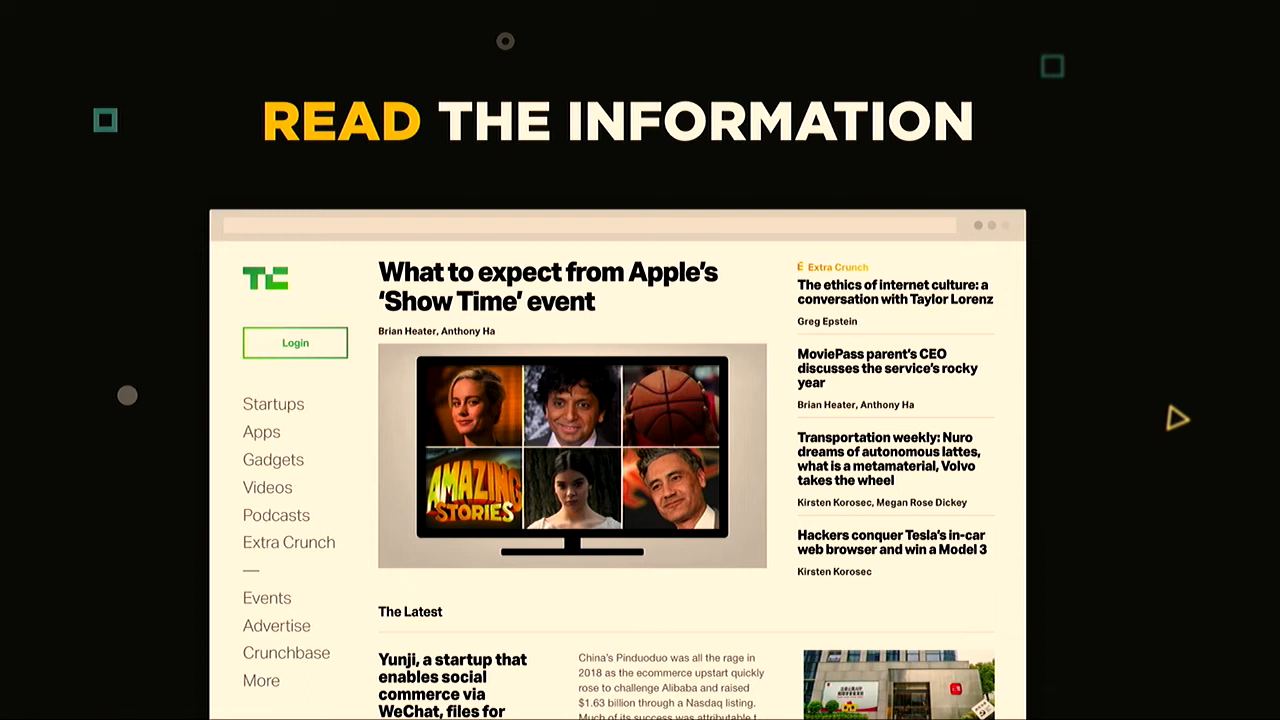 READ THE INFORMATION
TC
Login
Startups
Apps
Gadgets
Videos
Podcasts
Extra Crunch
—
Events
Advertise
Crunchbase
More
What to expect from Apple's
'Show Time' event
Brian Heater, Anthony Ha
AMAZING
STORIES
The Latest
Yunji, a startup that
enables social
commerce via
WeChat, files for
China's Pinduoduo was all the rage in
2018 as the ecommerce upstart quickly
rose to challenge Alibaba and raised
$1.63 billion through a Nasdaq listing.
Much of its success was attributable t
Extra Crunch
The ethics of internet culture: a
conversation with Taylor Lorenz
Greg Epstein
MoviePass parent's CEO
discusses the service's rocky
year
Brian Heater, Anthony Ha
Transportation weekly: Nuro
dreams of autonomous lattes,
what is a metamaterial, Volvo
takes the wheel
Kirsten Korosec, Megan Rose Dickey
Hackers conquer Tesla's in-car
web browser and win a Model 3
Kirsten Korosec